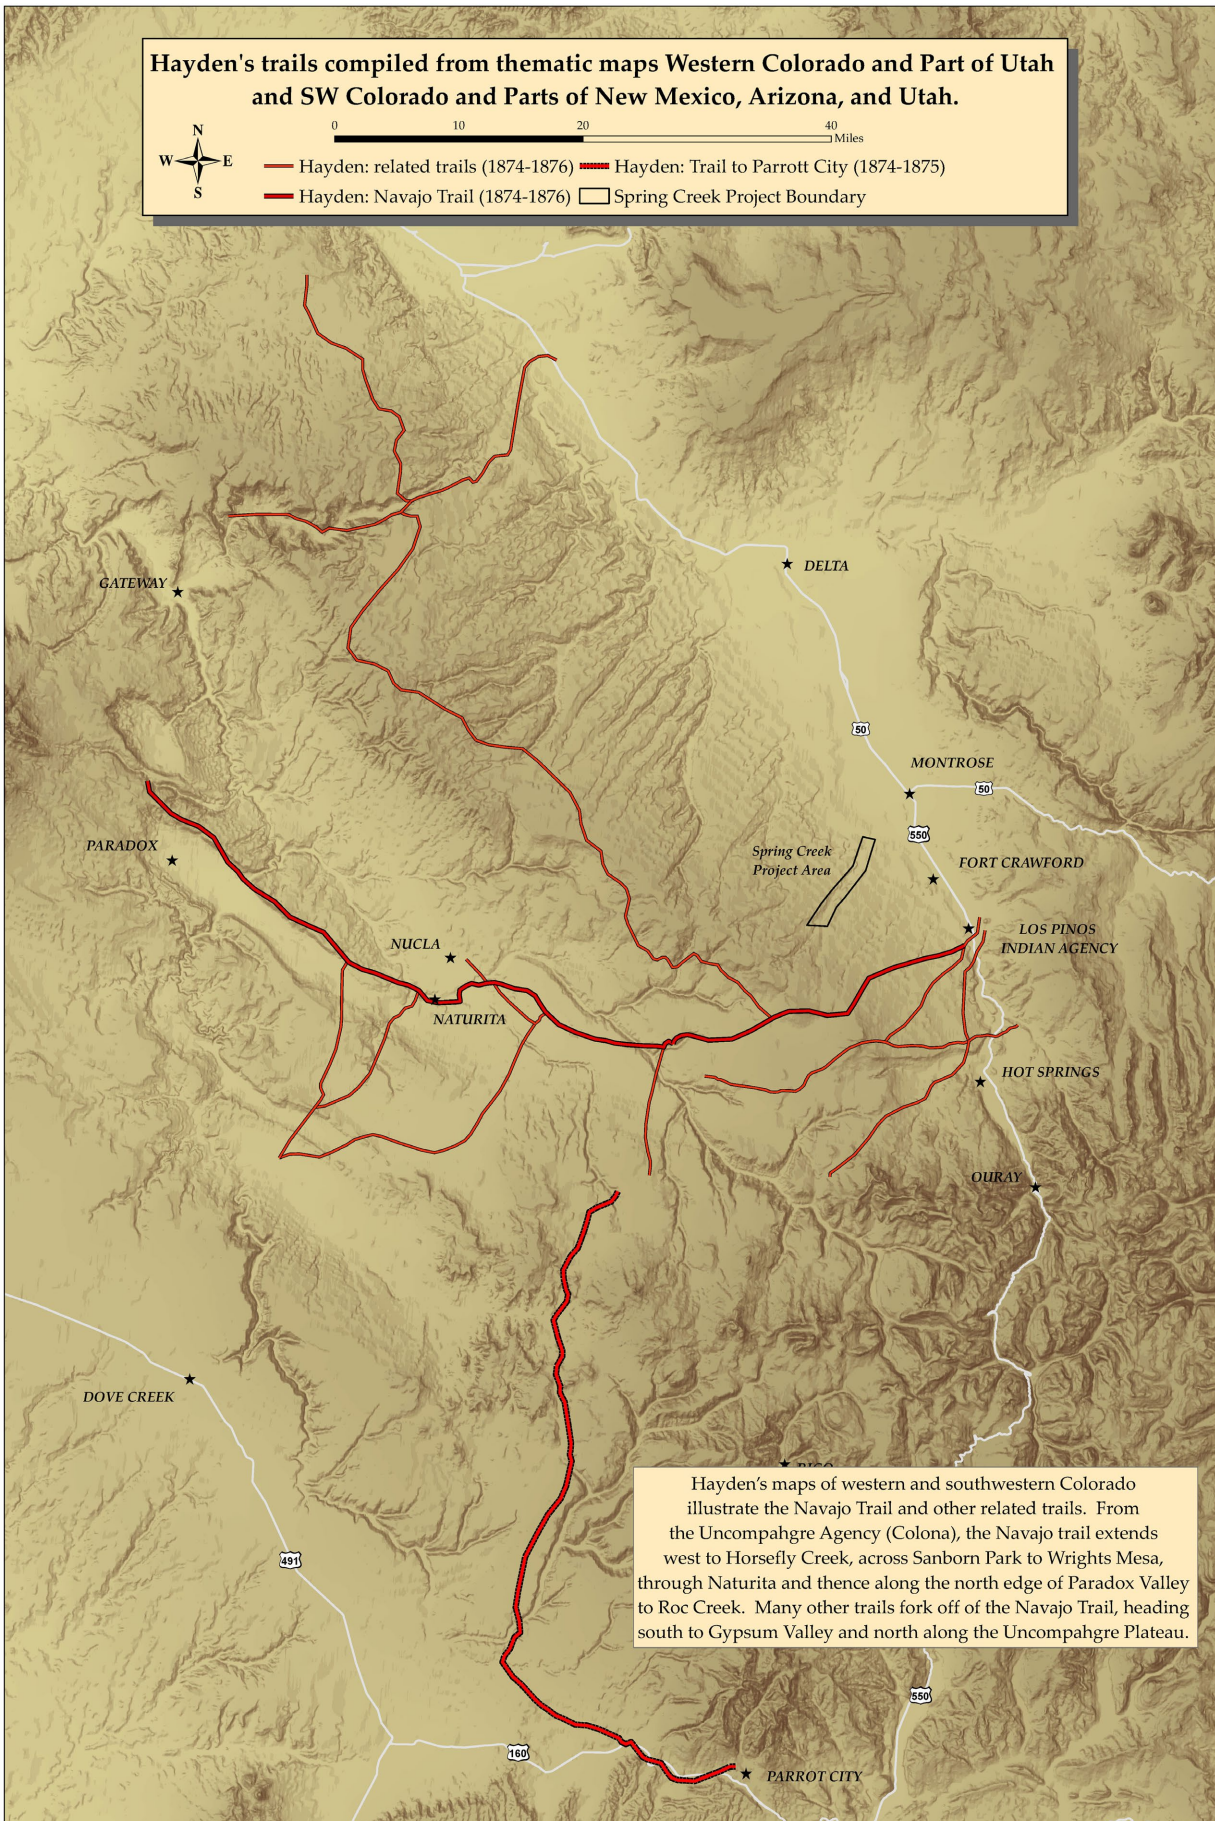 Hayden's trails compiled from thematic maps Western Colorado and Part of Utah
and SW Colorado and Parts of New Mexico, Arizona, and Utah.
N
W E
S
0 10 20 40
Miles
Hayden: related trails (1874-1876)
Hayden: Trail to Parrott City (1874-1875)
Hayden: Navajo Trail (1874-1876)
Spring Creek Project Boundary
GATEWAY
DELTA
50
MONTROSE
50
550
PARADOX
Spring Creek
Project Area
FORT CRAWFORD
NUCLA
LOS PINOS
INDIAN AGENCY
NATURITA
HOT SPRINGS
OURAY
DOVE CREEK
RICO
Hayden's maps of western and southwestern Colorado
illustrate the Navajo Trail and other related trails. From
the Uncompahgre Agency (Colona), the Navajo trail extends
west to Horsefly Creek, across Sanborn Park to Wrights Mesa,
through Naturita and thence along the north edge of Paradox Valley
to Roc Creek. Many other trails fork off of the Navajo Trail, heading
south to Gypsum Valley and north along the Uncompahgre Plateau.
491
550
160
PARROT CITY